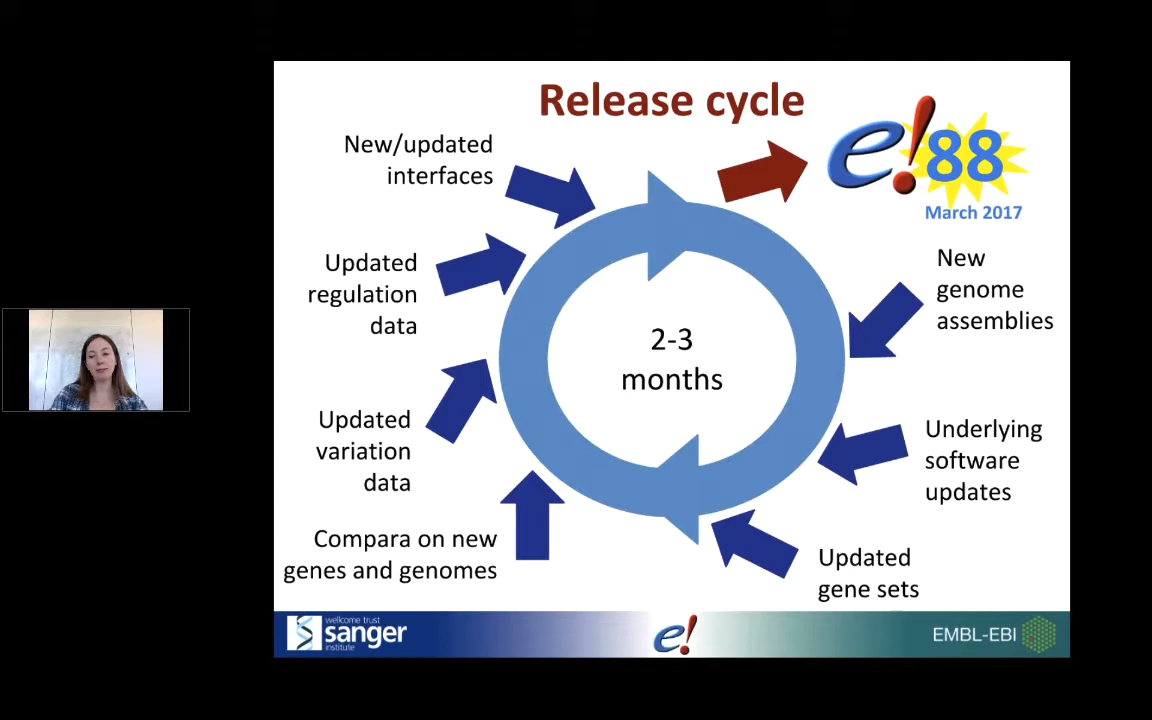 Release cycle
e!88
March 2017
New/updated
interfaces
Updated
regulation
data
Updated
variation
data
Compara on new
genes and genomes
2-3
months
New
genome
assemblies
Underlying
software
updates
Updated
gene sets
wellcome trust
sanger
institute
e!
EMBL-EBI